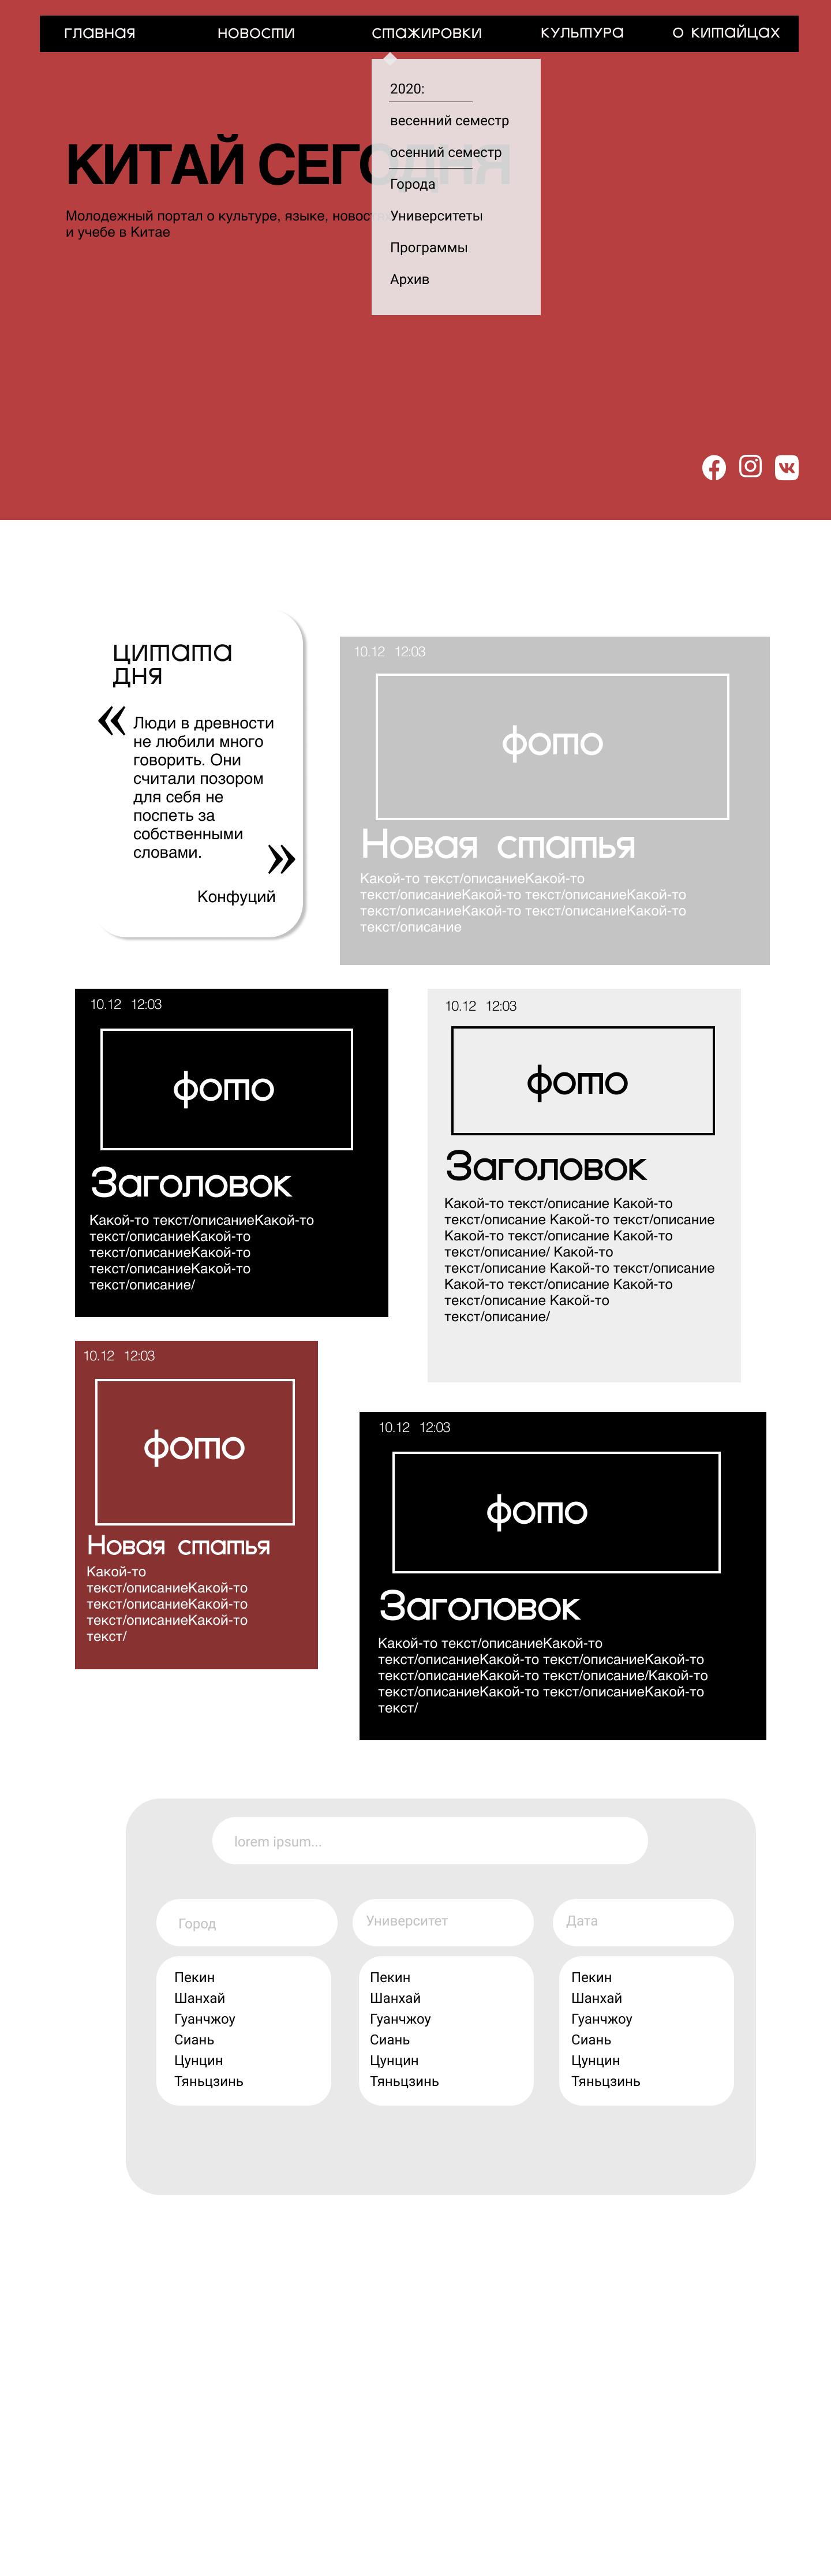 главная
новости
стажировки
культура
о китайцах
2020:
весенний семестр
осенний семестр
Города
Университеты
Программы
Архив
КИТАЙ СЕГОДНЯ
Молодежный портал о культуре, языке, новостях
и учебе в Китае
цитата
дня
«
Люди в древности
не любили много
говорить. Они
считали позором
для себя не
поспеть за
собственными
словами.
»
Конфуций
10.12 12:03
фото
Новая статья
Какой-то текст/описаниеКакой-то
текст/описаниеКакой-то текст/описаниеКакой-то
текст/описаниеКакой-то текст/описаниеКакой-то
текст/описание
10.12 12:03
фото
Заголовок
Какой-то текст/описаниеКакой-то
текст/описаниеКакой-то
текст/описаниеКакой-то
текст/описаниеКакой-то
текст/описание/
10.12 12:03
фото
Заголовок
Какой-то текст/описание Какой-то
текст/описание Какой-то текст/описание
Какой-то текст/описание Какой-то
текст/описание/ Какой-то
текст/описание Какой-то текст/описание
Какой-то текст/описание Какой-то
текст/описание Какой-то
текст/описание/
10.12 12:03
фото
Новая статья
Какой-то
текст/описаниеКакой-то
текст/описаниеКакой-то
текст/описаниеКакой-то
текст/
10.12 12:03
фото
Заголовок
Какой-то текст/описаниеКакой-то
текст/описаниеКакой-то текст/описаниеКакой-то
текст/описаниеКакой-то текст/описание/Какой-то
текст/описаниеКакой-то текст/описаниеКакой-то
текст/
lorem ipsum...
Город
Университет
Дата
Пекин
Шанхай
Гуанчжоу
Сиань
Цунцин
Тяньцзинь
Пекин
Шанхай
Гуанчжоу
Сиань
Цунцин
Тяньцзинь
Пекин
Шанхай
Гуанчжоу
Сиань
Цунцин
Тяньцзинь